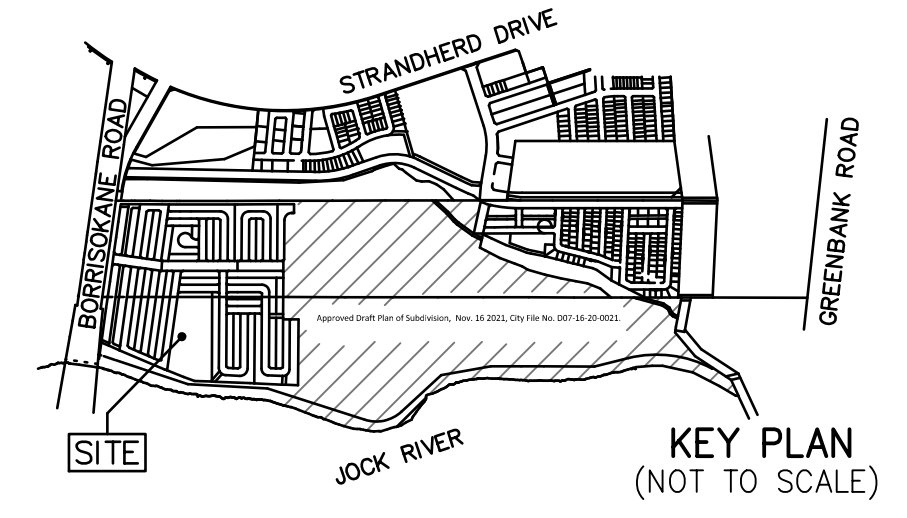 STRANDHERD DRIVE
BORRISOKANE ROAD
GREENBANK ROAD
Approved Draft Plan of Subdivision, Nov. 16 2021, City File No. D07-16-20-0021.
SITE
JOCK RIVER
KEY PLAN
(NOT TO SCALE)